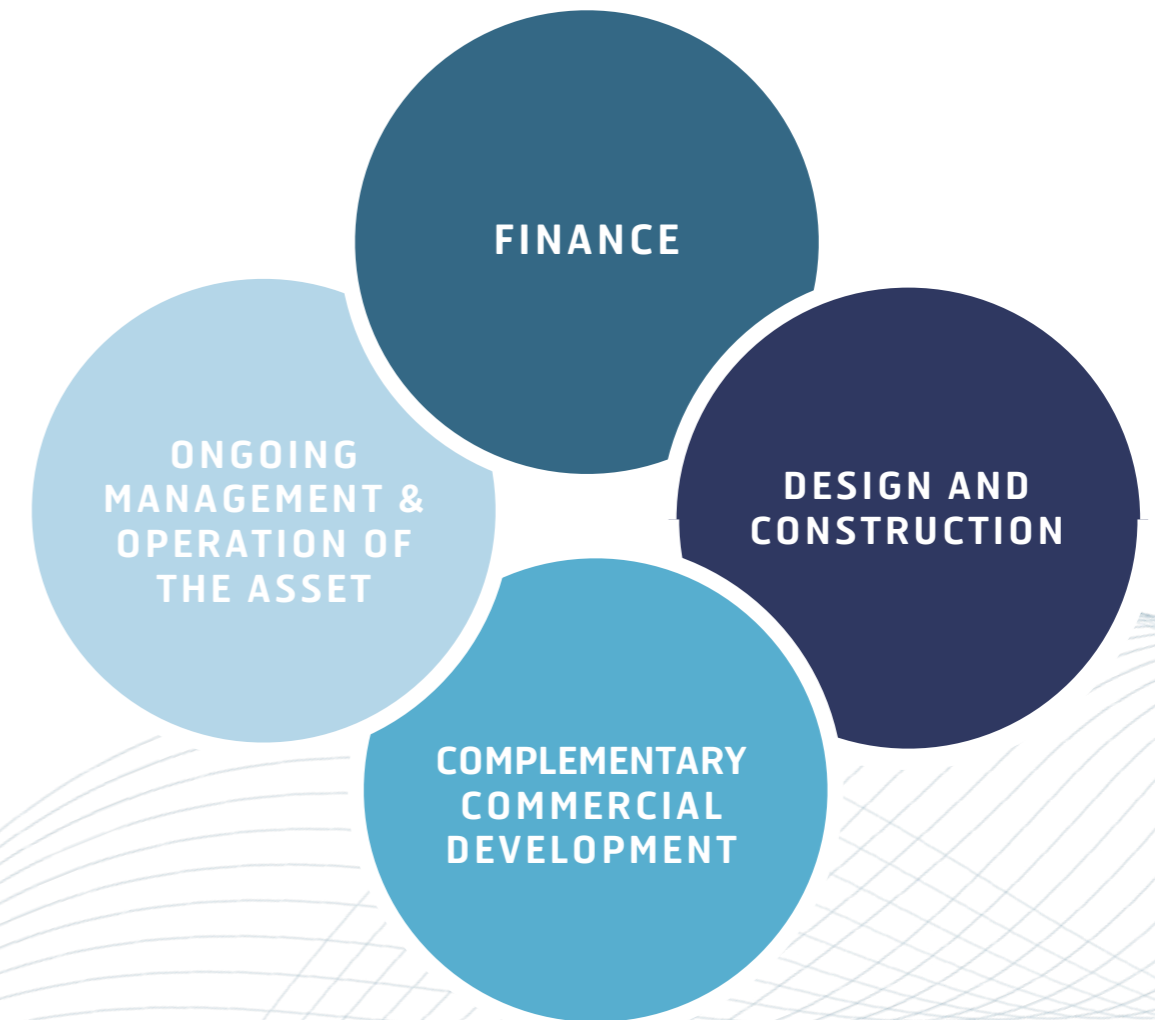 FINANCE
ONGOING
MANAGEMENT &
OPERATION OF
THE ASSET
DESIGN AND
CONSTRUCTION
COMPLEMENTARY
COMMERCIAL
DEVELOPMENT